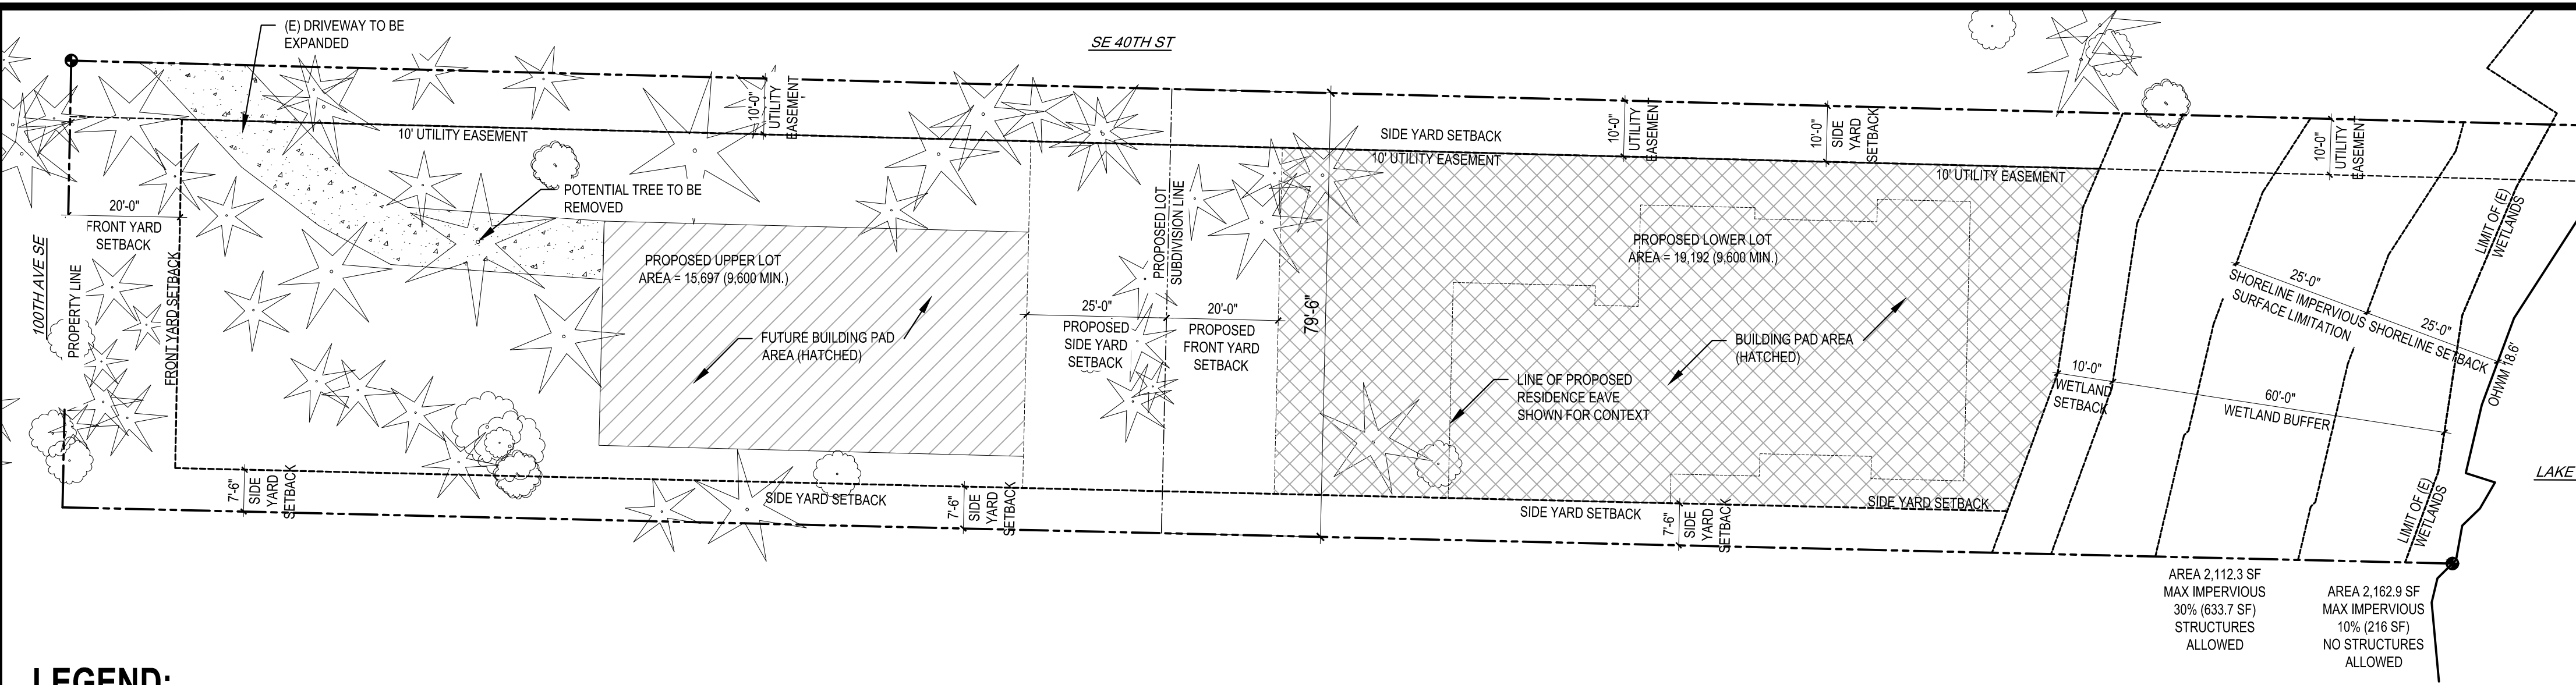 (E) DRIVEWAY TO BE
EXPANDED
SE 40TH ST
10'-0"
UTILITY
EASEMENT
10' UTILITY EASEMENT
POTENTIAL TREE TO BE
REMOVED
20'-0"
FRONT YARD
SETBACK
100TH AVE SE
PROPERTY LINE
FRONT YARD SETBACK
PROPOSED UPPER LOT
AREA = 15,697 (9,600 MIN.)
FUTURE BUILDING PAD
AREA (HATCHED)
7'-6"
SIDE
YARD
SETBACK
SIDE YARD SETBACK
7'-6"
SIDE
YARD
SETBACK
25'-0"
PROPOSED
SIDE YARD
SETBACK
PROPOSED LOT
SUBDIVISION LINE
20'-0"
PROPOSED
FRONT YARD
SETBACK
79'-6"
SIDE YARD SETBACK
10' UTILITY EASEMENT
10'-0"
UTILITY
EASEMENT
10'-0"
SIDE
YARD
SETBACK
10' UTILITY EASEMENT
PROPOSED LOWER LOT
AREA = 19,192 (9,600 MIN.)
BUILDING PAD AREA
(HATCHED)
LINE OF PROPOSED
RESIDENCE EAVE
SHOWN FOR CONTEXT
SIDE YARD SETBACK
7'-6"
SIDE
YARD
SETBACK
SIDE YARD SETBACK
10'-0"
WETLAND
SETBACK
60'-0"
WETLAND BUFFER
10'-0"
UTILITY
EASEMENT
LIMIT OF (E)
WETLANDS
25'-0"
SHORELINE IMPERVIOUS
SURFACE LIMITATION
25'-0"
SHORELINE SETBACK
OHWM 18.6'
LIMIT OF (E)
WETLANDS
LAKE
AREA 2,112.3 SF
MAX IMPERVIOUS
30% (633.7 SF)
STRUCTURES
ALLOWED
AREA 2,162.9 SF
MAX IMPERVIOUS
10% (216 SF)
NO STRUCTURES
ALLOWED
LEGEND: